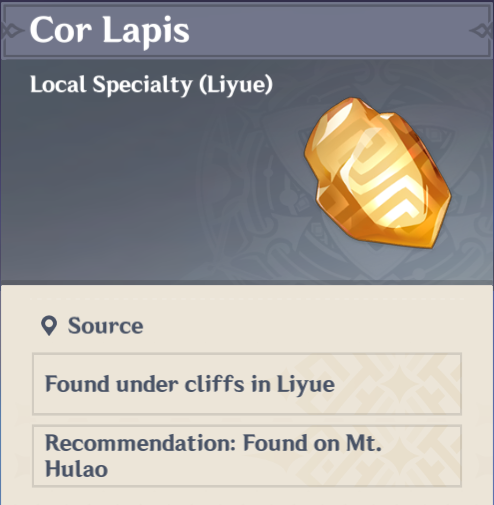 Cor Lapis
Local Specialty (Liyue)
Source
Found under cliffs in Liyue
Recommendation: Found on Mt.
Hulao